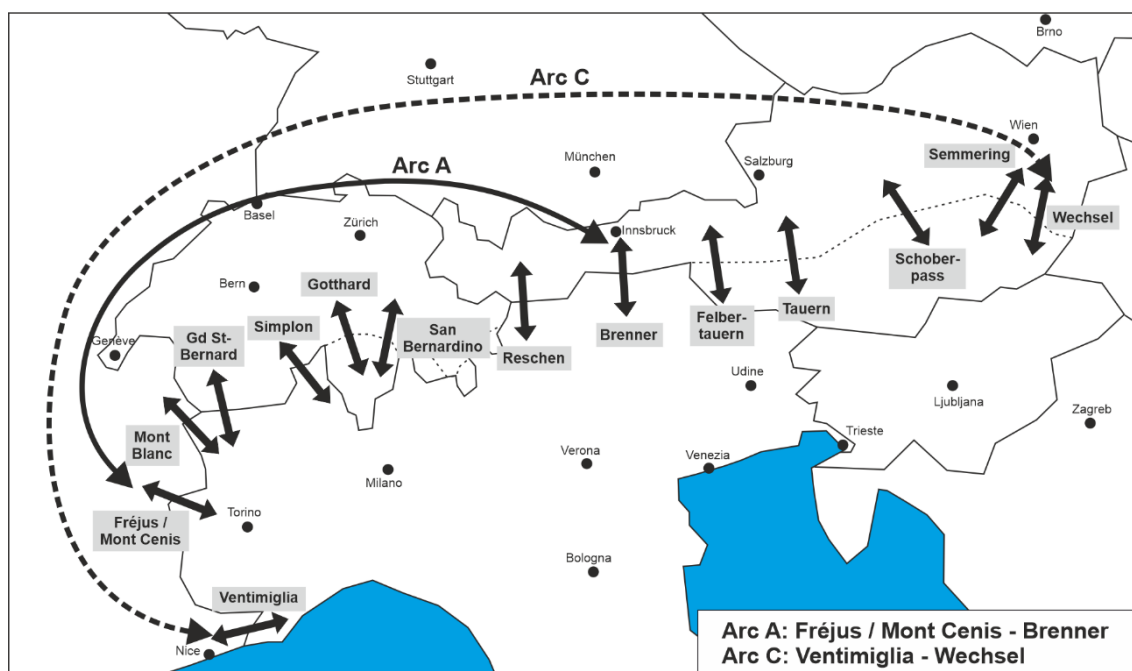 Brno
Stuttgart
Arc C
Wien
Semmering
München
Salzburg
Arc A
Basel
Zürich
Innsbruck
Wechsel
Schober-
pass
Bern
Gotthard
Genève
Gd St-
Bernard
Simplon
San
Bernardino
Reschen
Brenner
Felber-
tauern
Tauern
Udine
Ljubljana
Zagreb
Trieste
Mont
Blanc
Milano
Verona
Venezia
Fréjus /
Mont Cenis
Torino
Bologna
Ventimiglia
Nice
Arc A: Fréjus / Mont Cenis - Brenner
Arc C: Ventimiglia - Wechsel